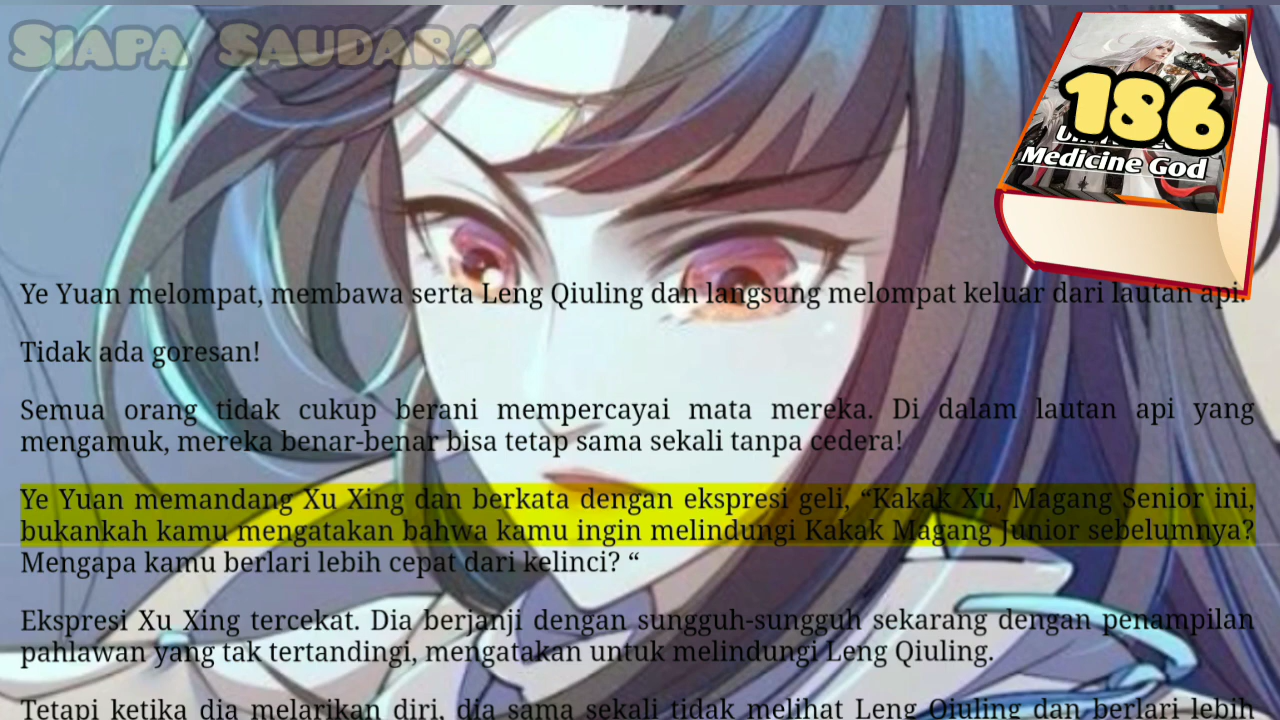 Siapa Saudara
186
Medicine God
Ye Yuan melompat, membawa serta Leng Qiuling dan langsung melompat keluar dari lautan api.
Tidak ada goresan!
Semua orang tidak cukup berani mempercayai mata mereka. Di dalam lautan api yang
mengamuk, mereka benar-benar bisa tetap sama sekali tanpa cedera!
Ye Yuan memandang Xu Xing dan berkata dengan ekspresi geli, “Kakak Xu, Magang Senior ini,
bukankah kamu mengatakan bahwa kamu ingin melindungi Kakak Magang Junior sebelumnya?
Mengapa kamu berlari lebih cepat dari kelinci? “
Ekspresi Xu Xing tercekat. Dia berjanji dengan sungguh-sungguh sekarang dengan penampilan
pahlawan yang tak tertandingi, mengatakan untuk melindungi Leng Qiuling.
Tetapi ketika dia melarikan diri, dia sama sekali tidak melihat Leng Qiuling dan berlari lebih